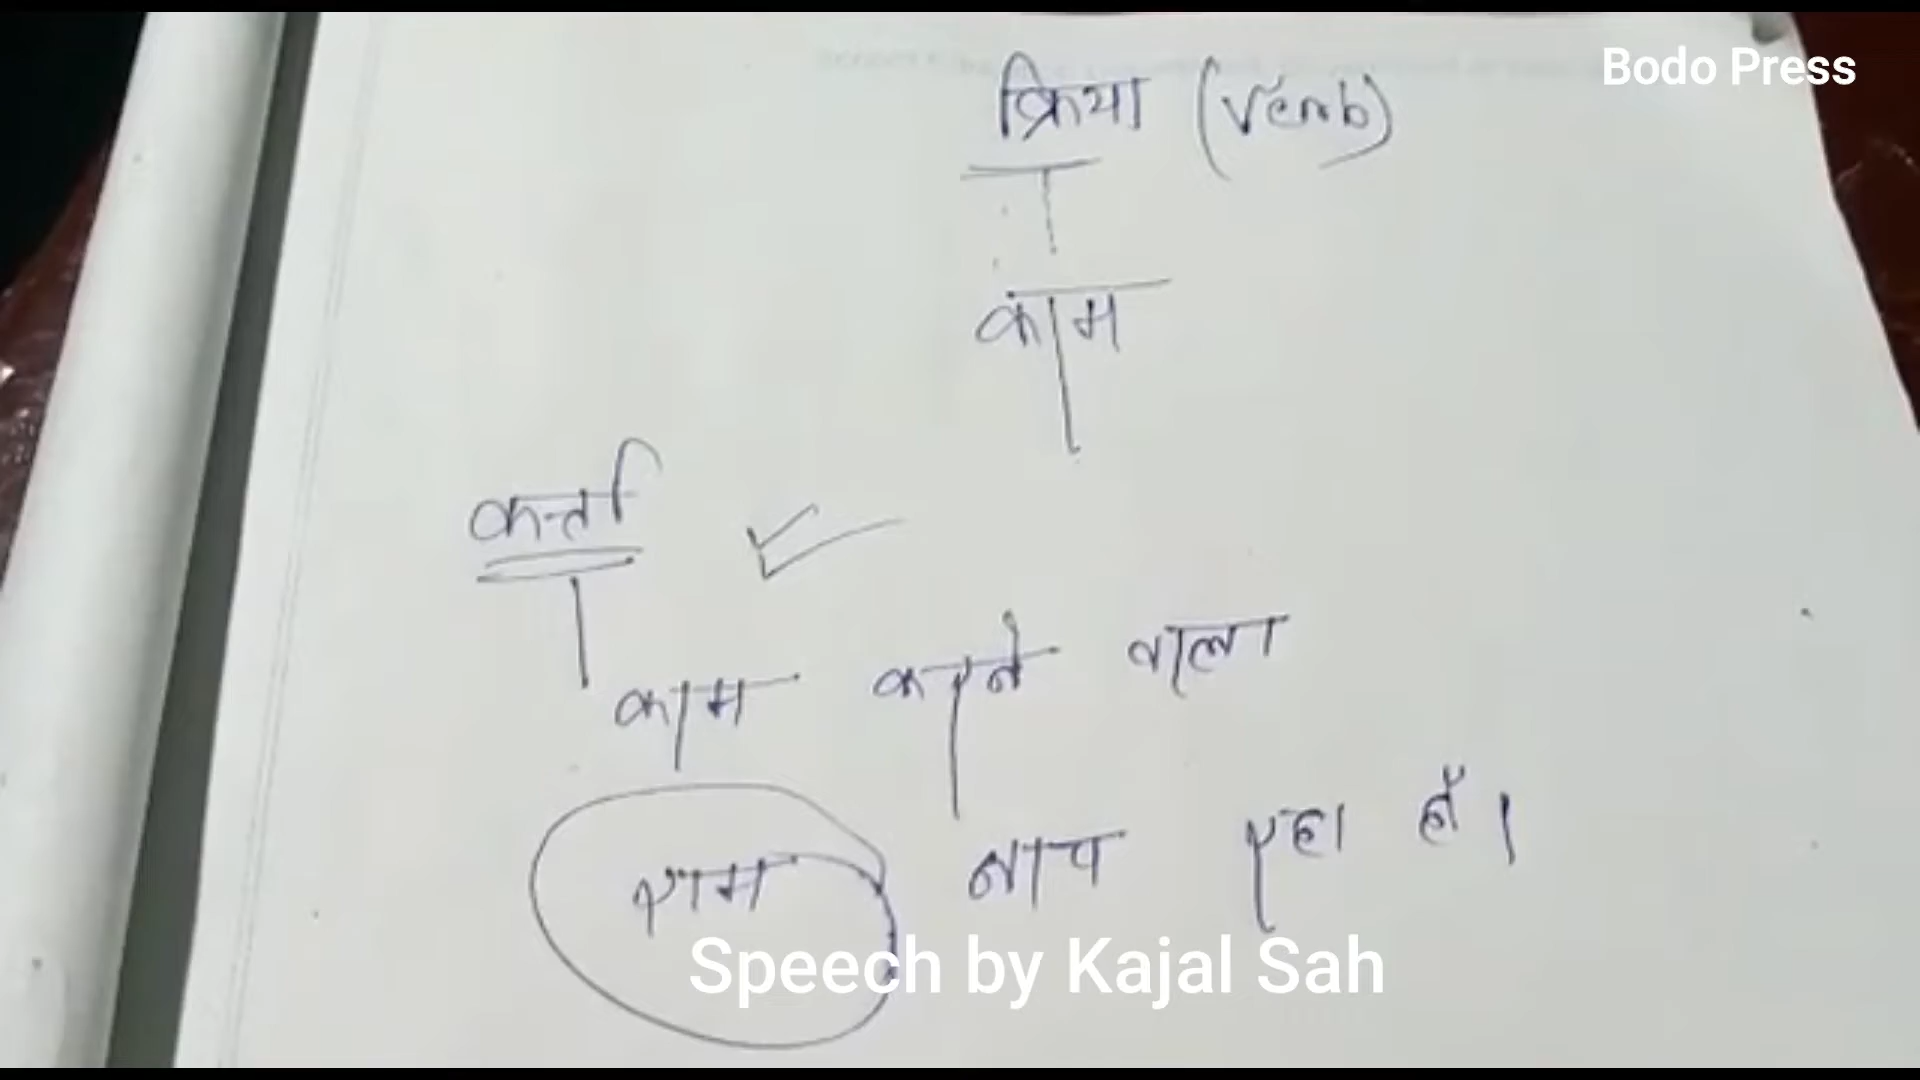 Bodo Press
क्रिया (Verb)
काम
कर्ता
काम करने वाला
राम नाच रहा हैं।
Speech by Kajal Sah